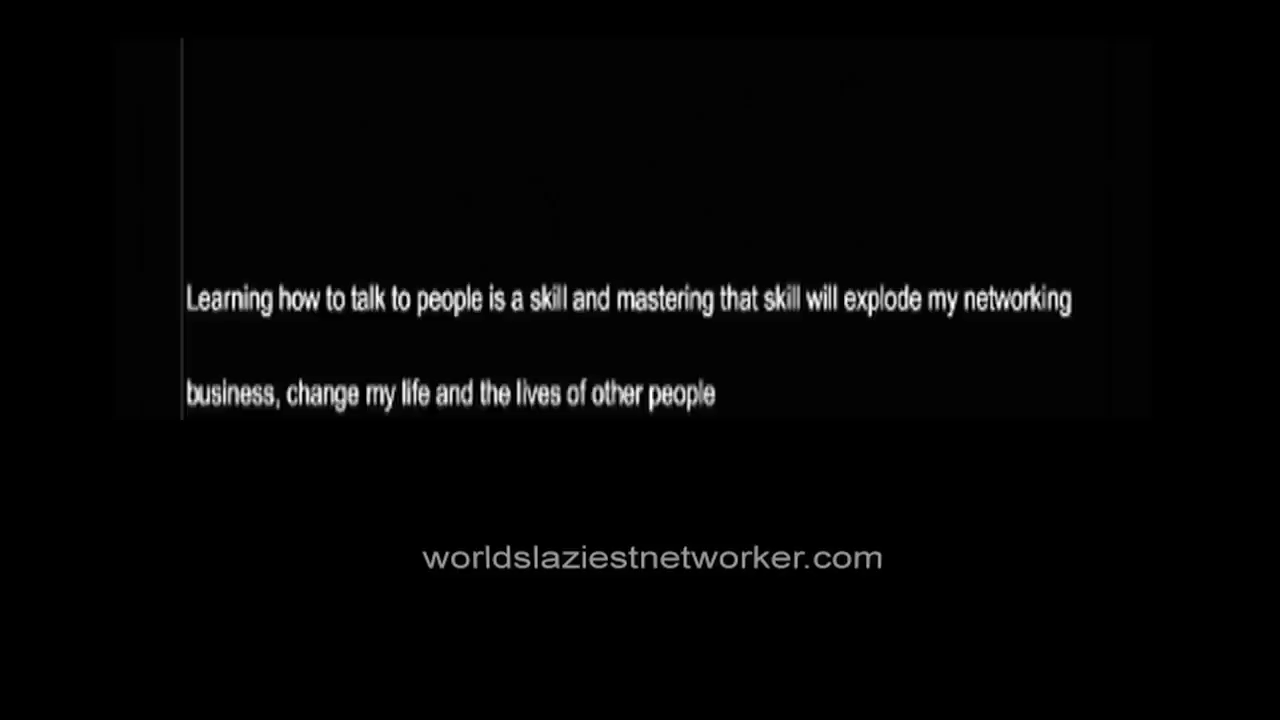 Learning how to talk to people is a skill and mastering that skill will explode my networking
business, change my life and the lives of other people
worldslaziestnetworker.com